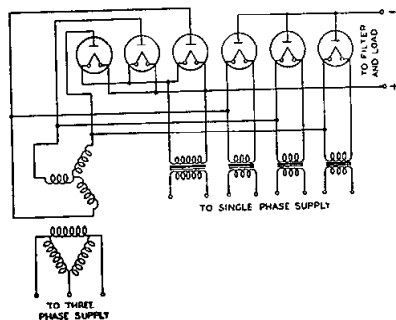 −
TO FILTER
AND LOAD
+
TO SINGLE PHASE SUPPLY
TO THREE
PHASE SUPPLY